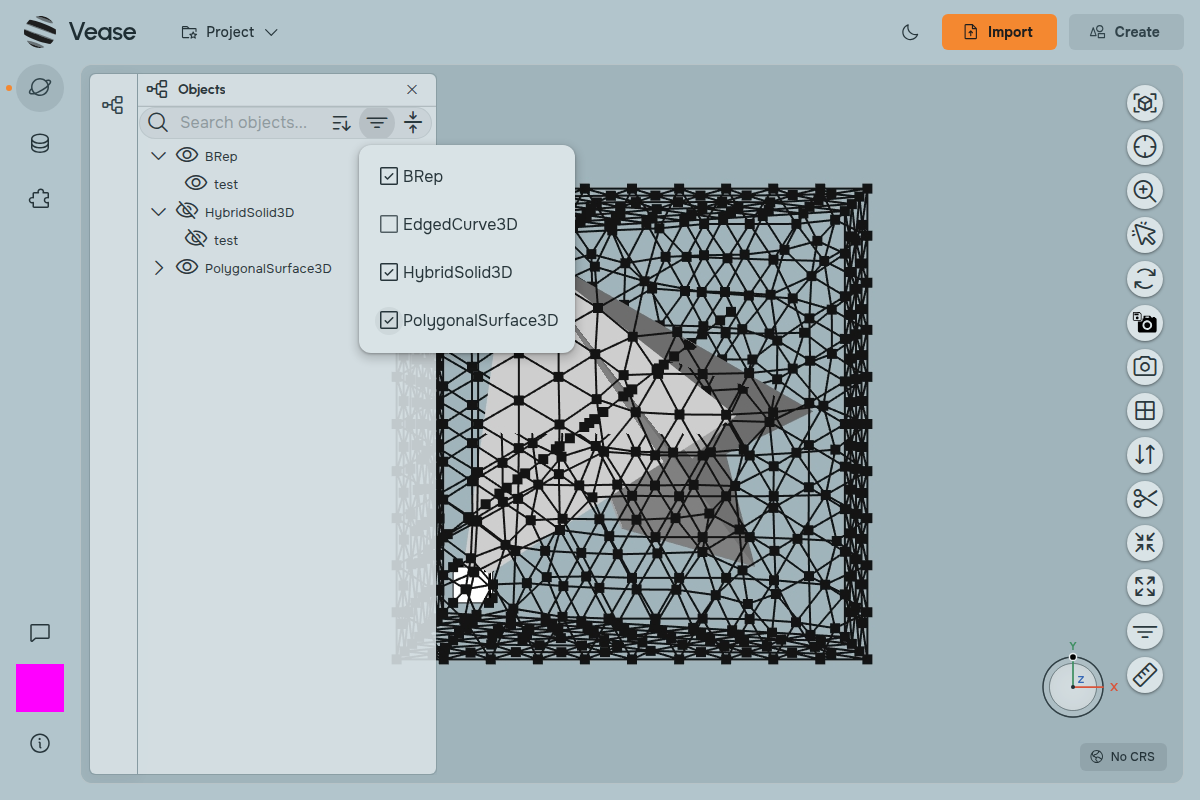 Vease
Project
Import
Create
Objects
Search objects...
BRep
test
HybridSolid3D
test
PolygonalSurface3D
BRep
EdgedCurve3D
HybridSolid3D
PolygonalSurface3D
Y
Z
X
No CRS